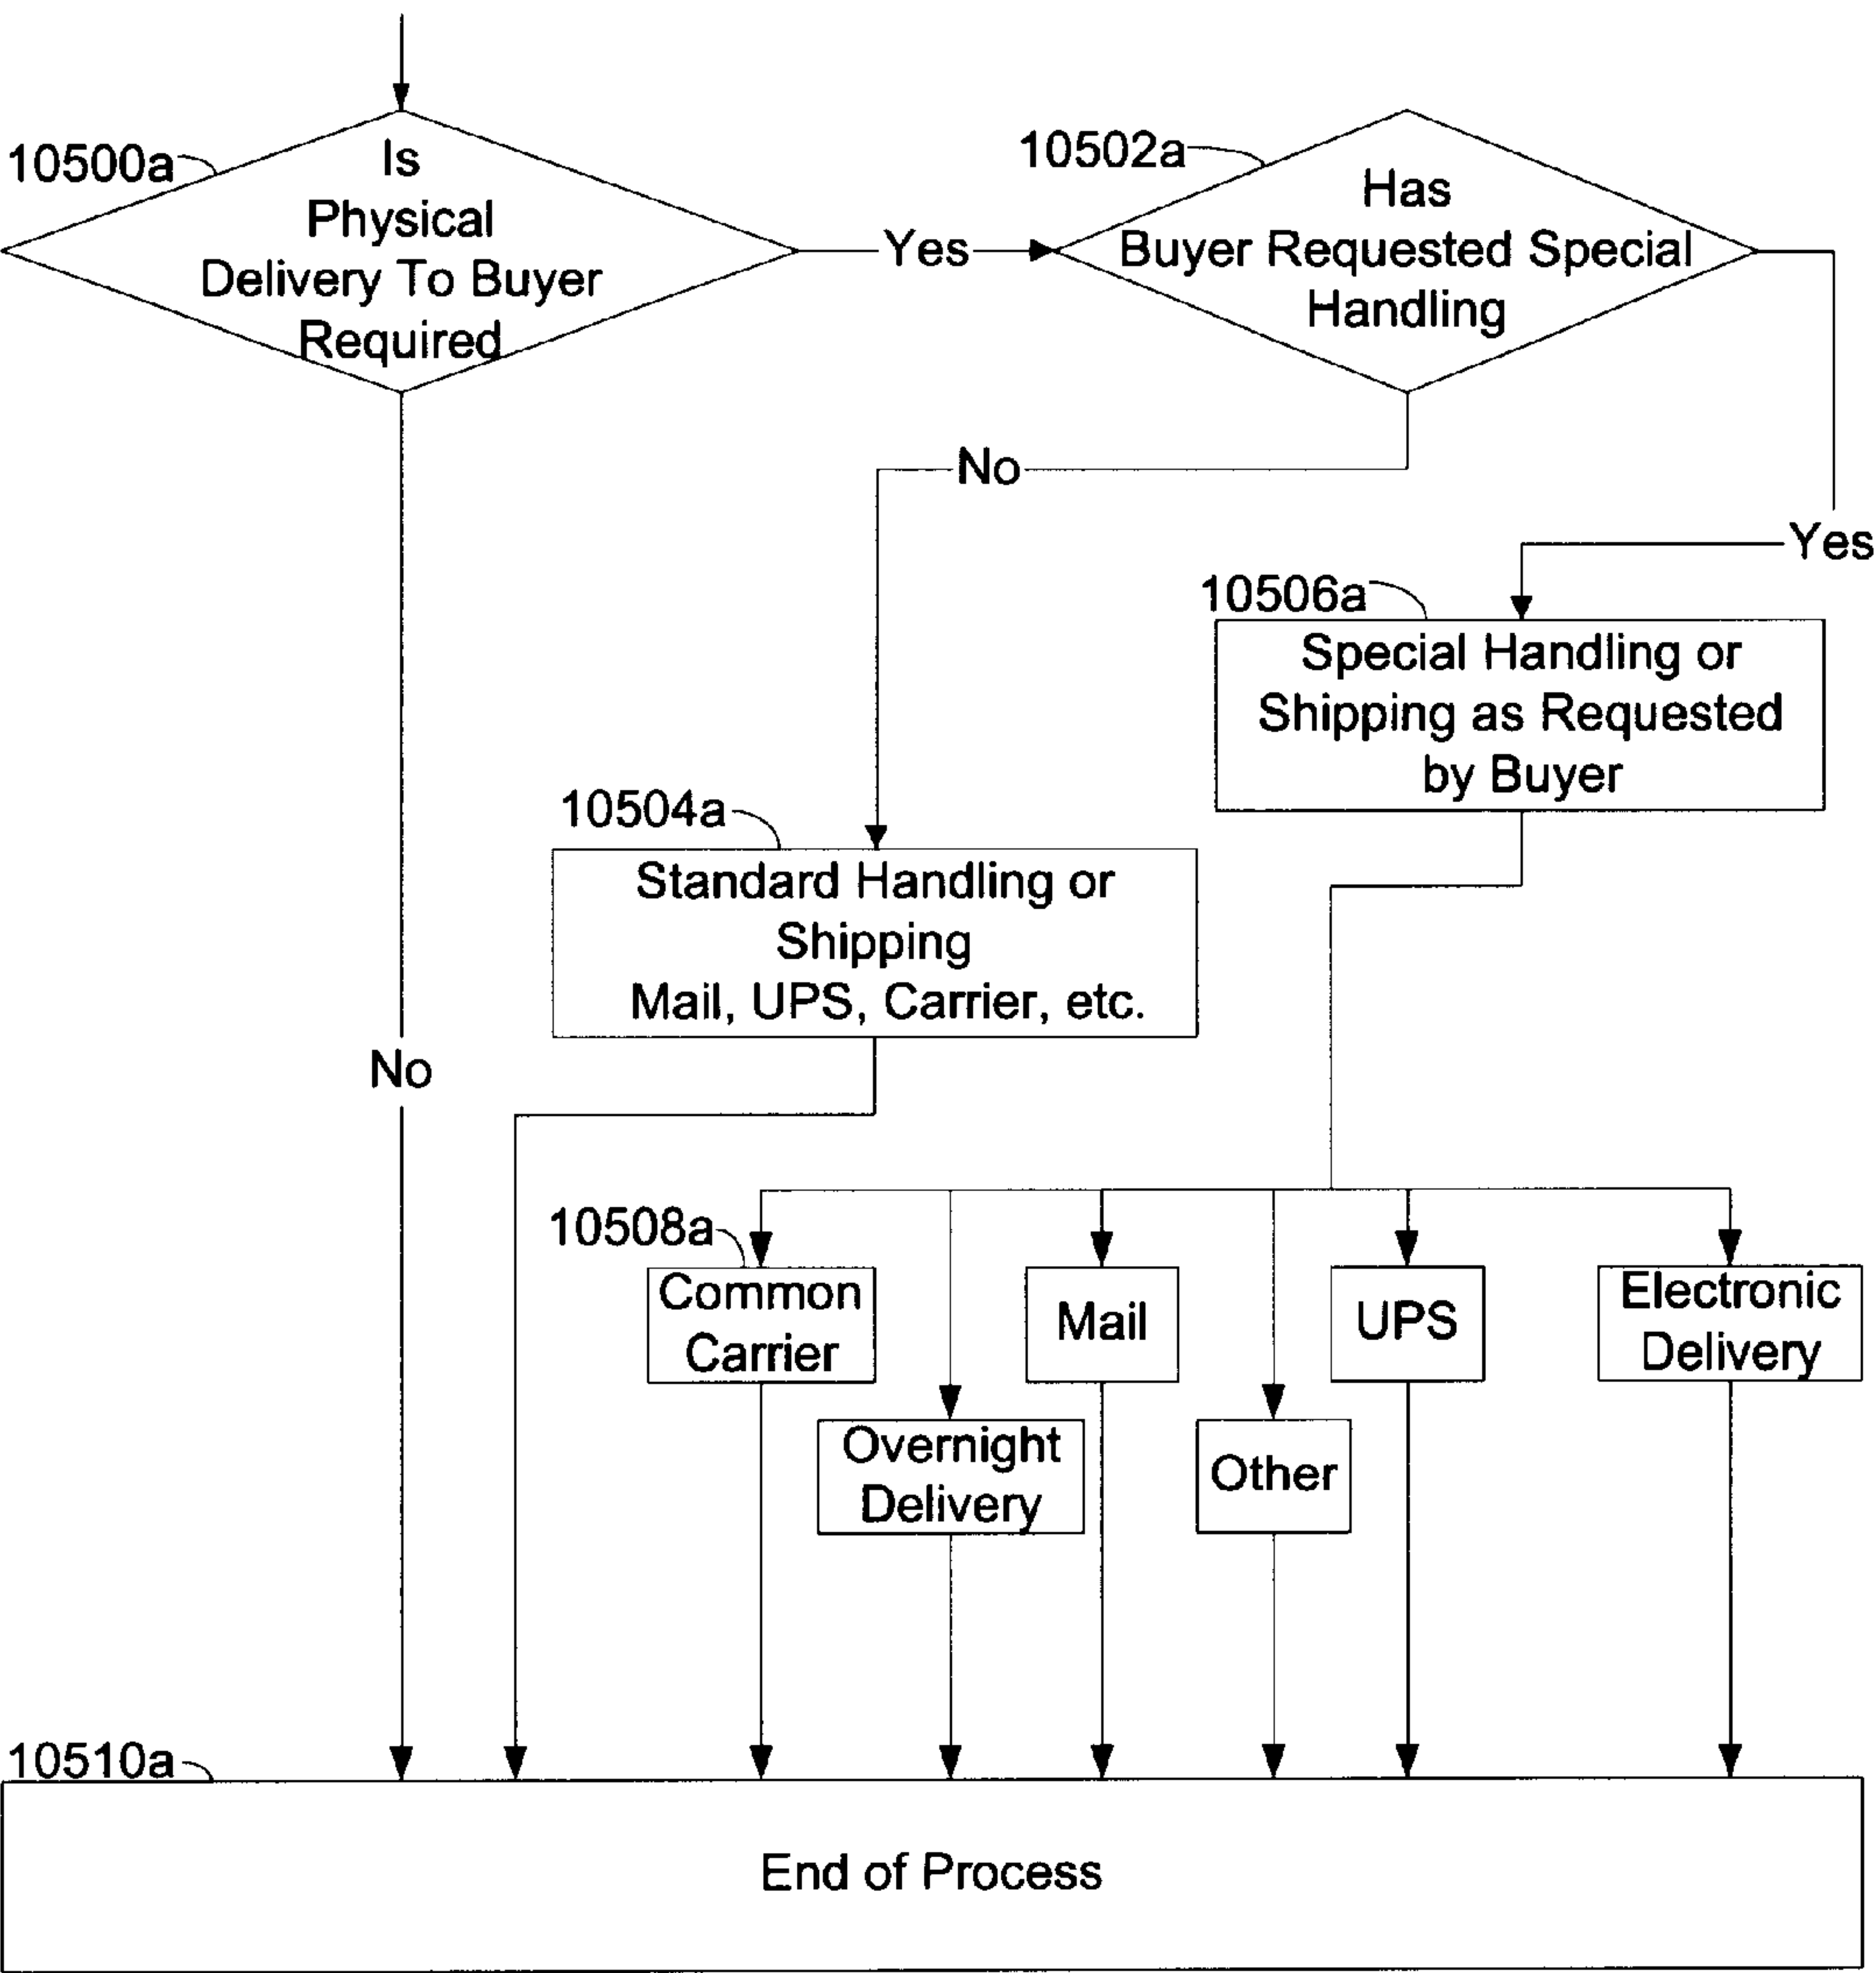 10500a
Is
Physical
Delivery To Buyer
Required
Yes
10502a
Has
Buyer Requested Special
Handling
No
Yes
10506a
Special Handling or
Shipping as Requested
by Buyer
10504a
Standard Handling or
Shipping
Mail, UPS, Carrier, etc.
No
10508a
Common
Carrier
Mail
UPS
Electronic
Delivery
Overnight
Delivery
Other
10510a
End of Process